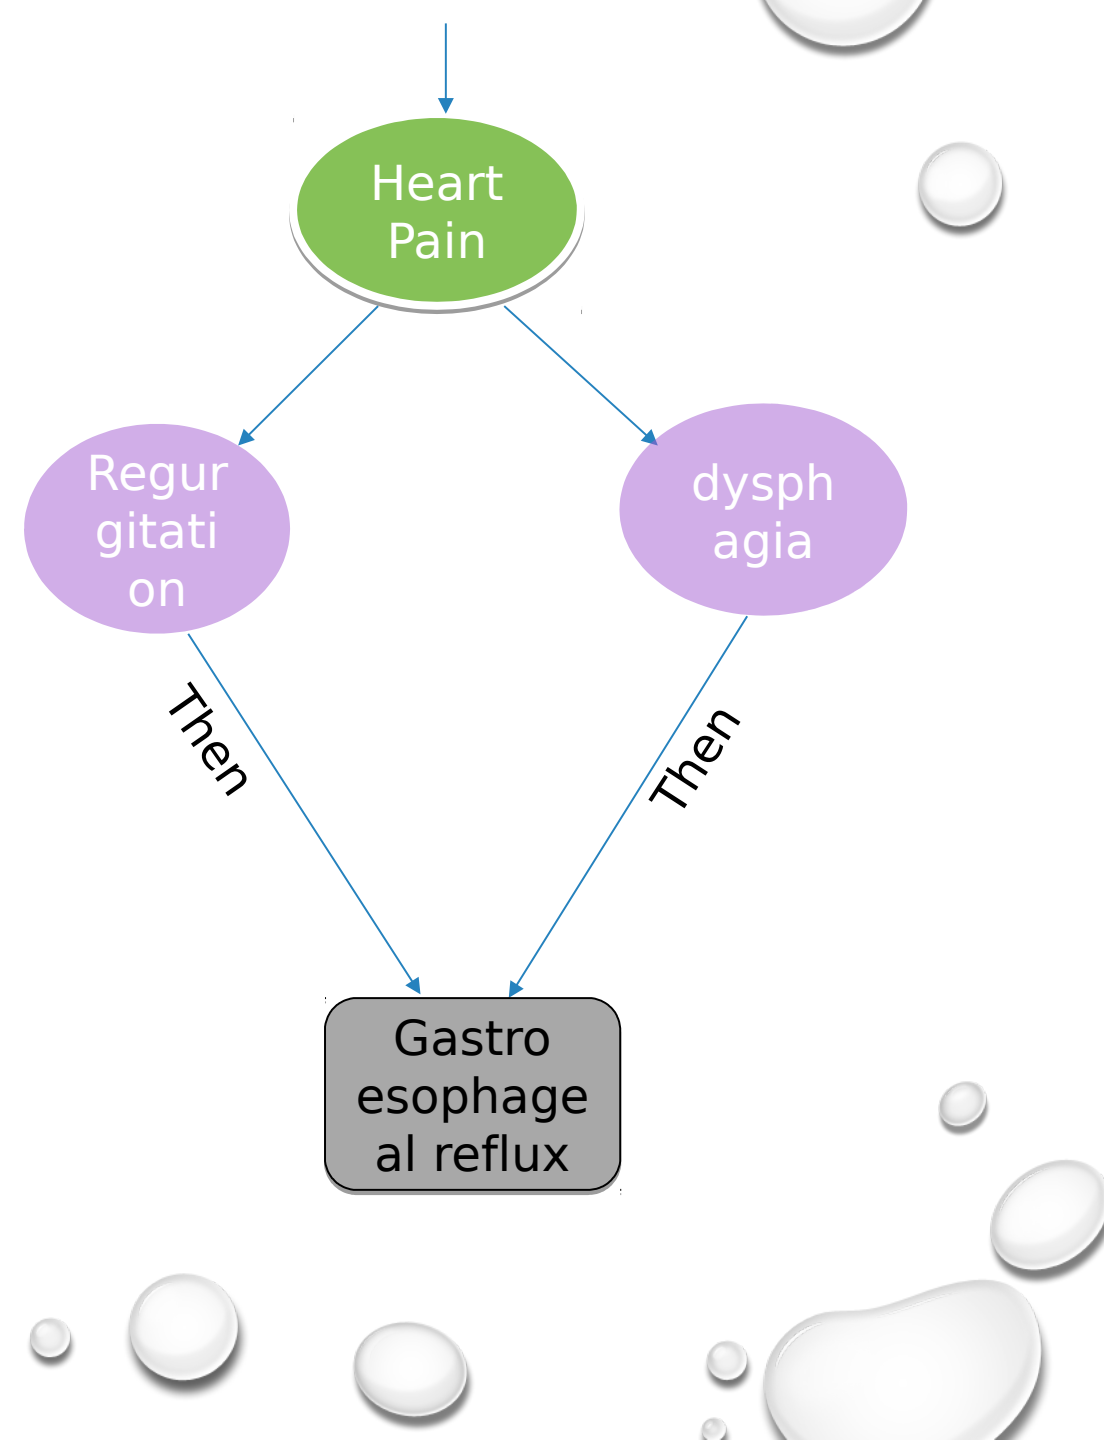 Heart
Pain
Regur
gitati
on
dysph
agia
Then
Then
Gastro
esophage
al reflux